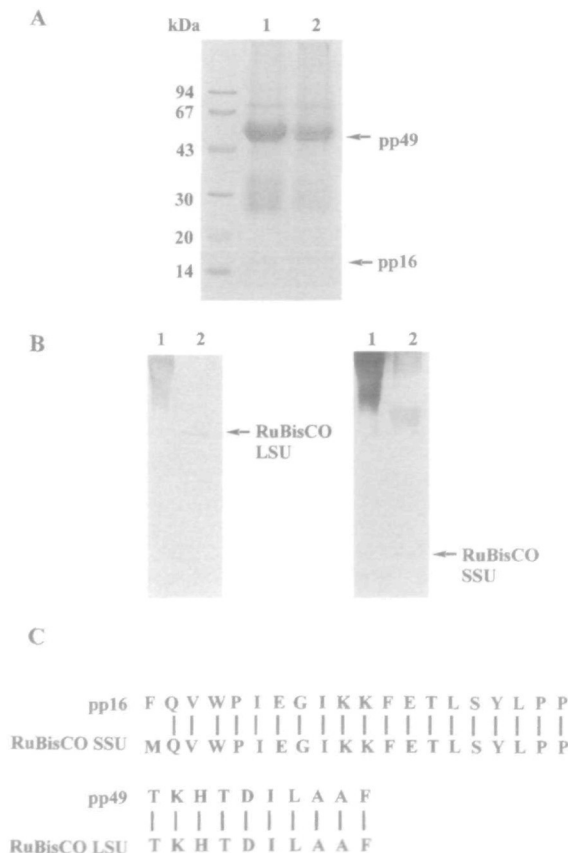 A
kDa 1 2
94
67
43
30
20
14
pp49
pp16
B
1 2
RuBisCO
LSU
1 2
RuBisCO
SSU
C
pp16 F Q V W P I E G I K K F E T L S Y L P P
RuBisCO SSU M Q V W P I E G I K K F E T L S Y L P P
pp49 T K H T D I L A A F
RuBisCO LSU T K H T D I L A A F